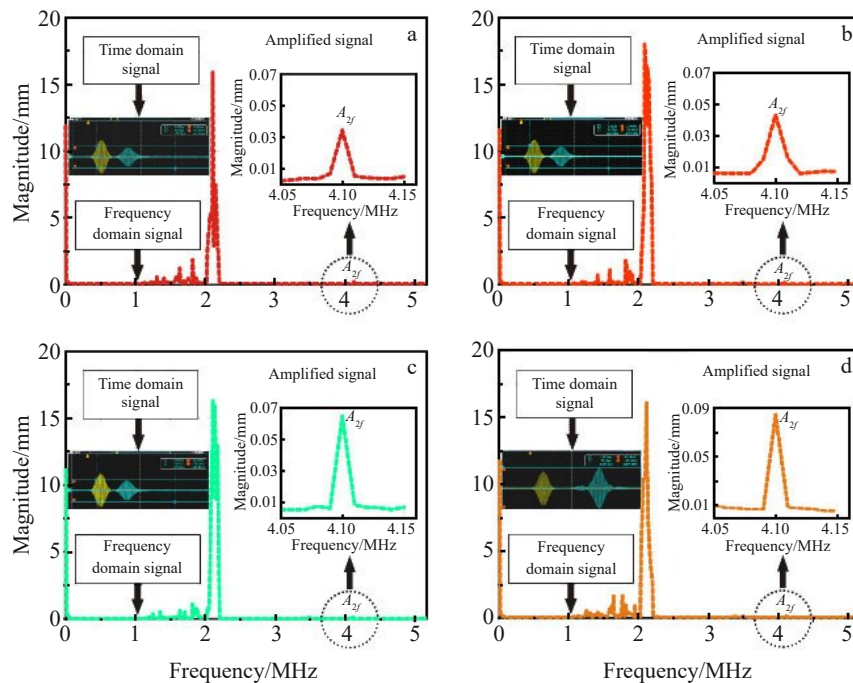 20
15
10
5
0
Magnitude/mm
0 1 2 3 4 5
Time domain
signal
Frequency
domain signal
Amplified signal
a
0.07
0.05
0.03
0.01
Magnitude/mm
A2f
4.05 4.10 4.15
Frequency/MHz
A2f
20
15
10
5
0
0 1 2 3 4 5
Time domain
signal
Frequency
domain signal
Amplified signal
b
0.07
0.05
0.03
0.01
Magnitude/mm
A2f
4.05 4.10 4.15
Frequency/MHz
A2f
20
15
10
5
0
Magnitude/mm
0 1 2 3 4 5
Frequency/MHz
Time domain
signal
Frequency
domain signal
Amplified signal
c
0.07
0.05
0.03
0.01
Magnitude/mm
A2f
4.05 4.10 4.15
Frequency/MHz
A2f
20
15
10
5
0
0 1 2 3 4 5
Frequency/MHz
Time domain
signal
Frequency
domain signal
Amplified signal
d
0.09
0.05
0.01
Magnitude/mm
A2f
4.05 4.10 4.15
Frequency/MHz
A2f